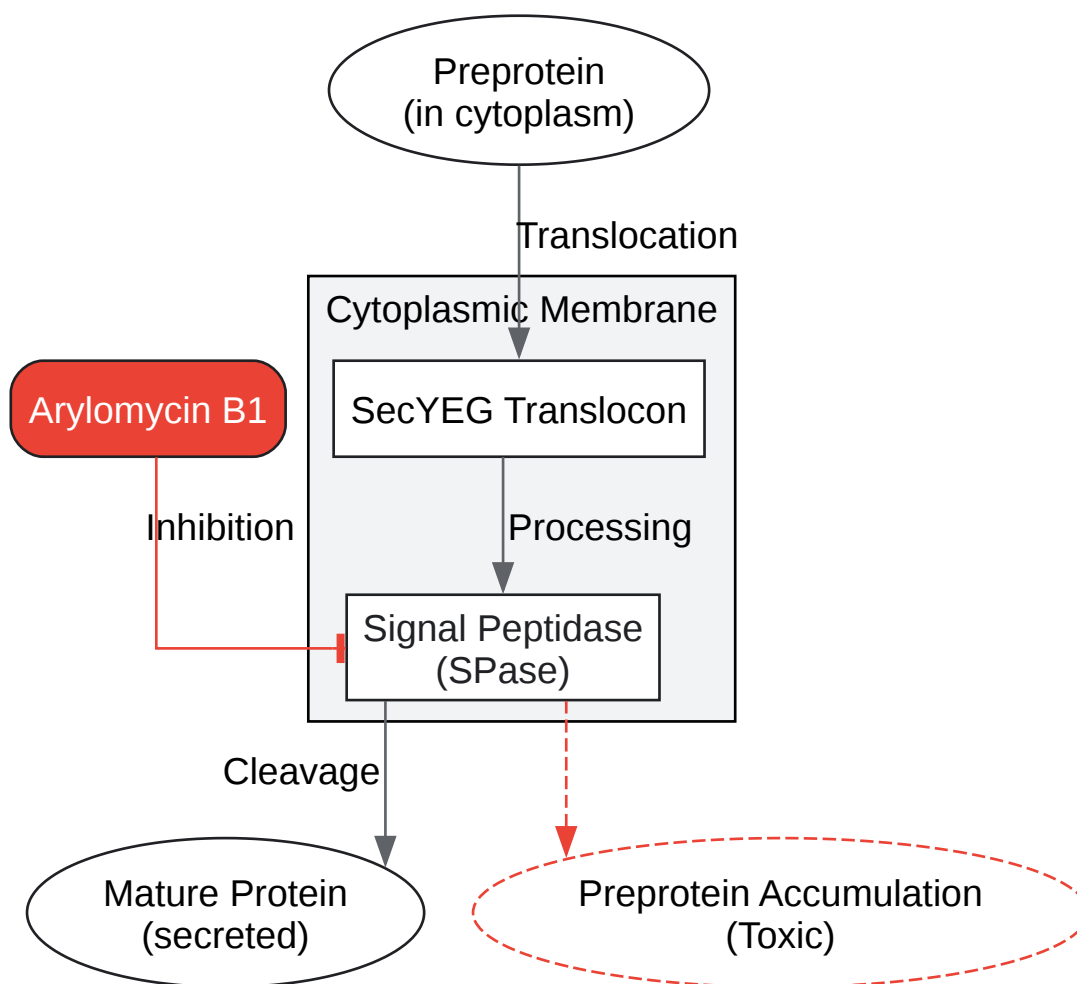 Preprotein
(in cytoplasm)
Translocation
Cytoplasmic Membrane
Arylomycin B1
SecYEG Translocon
Inhibition
Processing
Signal Peptidase
(SPase)
Cleavage
Mature Protein
(secreted)
Preprotein Accumulation
(Toxic)